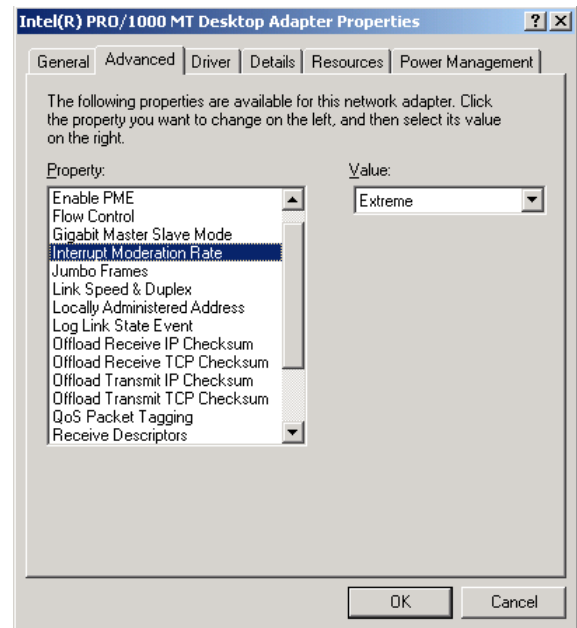 Intel(R) PRO/1000 MT Desktop Adapter Properties
General Advanced Driver Details Resources Power Management
The following properties are available for this network adapter. Click
the property you want to change on the left, and then select its value
on the right.
Property:
Enable PME
Flow Control
Gigabit Master Slave Mode
Interrupt Moderation Rate
Jumbo Frames
Link Speed & Duplex
Locally Administered Address
Log Link State Event
Offload Receive IP Checksum
Offload Receive TCP Checksum
Offload Transmit IP Checksum
Offload Transmit TCP Checksum
QoS Packet Tagging
Receive Descriptors
Value:
Extreme
OK Cancel